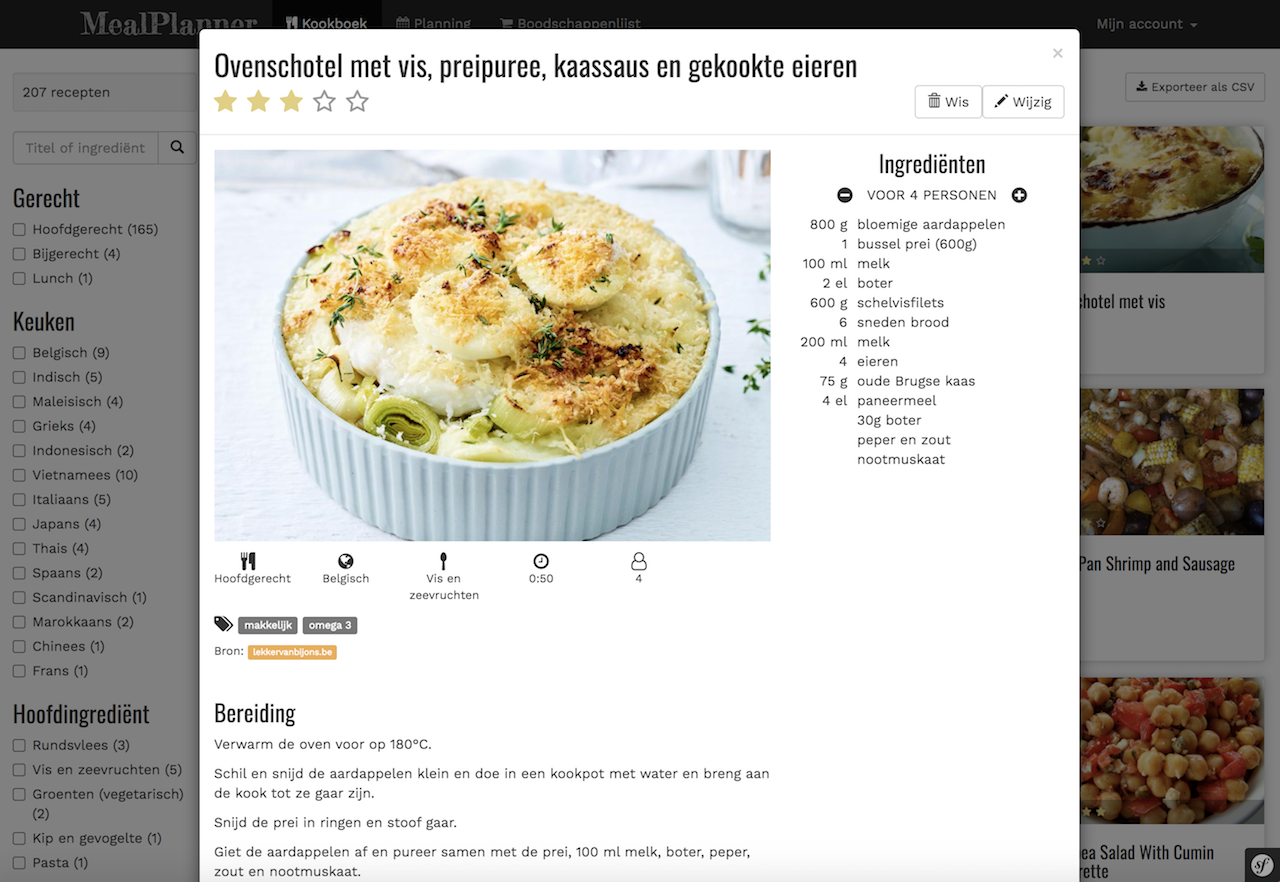 MealPlanner
Kookboek
Planning
Boodschappenlijst
Mijn account
207 recepten
Exporteer als CSV
Titel of ingrediënt
Gerecht
Hoofdgerecht (165)
Bijgerecht (4)
Lunch (1)
Keuken
Belgisch (9)
Indisch (5)
Maleisisch (4)
Grieks (4)
Indonesisch (2)
Vietnamees (10)
Italiaans (5)
Japans (4)
Thais (4)
Spaans (2)
Scandinavisch (1)
Marokkaans (2)
Chinees (1)
Frans (1)
Hoofdingrediënt
Rundsvlees (3)
Vis en zeevruchten (5)
Groenten (vegetarisch)
(2)
Kip en gevogelte (1)
Pasta (1)
Ovenschotel met vis, preipuree, kaassaus en gekookte eieren
×
Wis
Wijzig
Hoofdgerecht
Belgisch
Vis en
zeevruchten
0:50
4
makkelijk
omega 3
Bron: lekkervanbijons.be
Bereiding
Verwarm de oven voor op 180°C.
Schil en snijd de aardappelen klein en doe in een kookpot met water en breng aan
de kook tot ze gaar zijn.
Snijd de prei in ringen en stoof gaar.
Giet de aardappelen af en pureer samen met de prei, 100 ml melk, boter, peper,
zout en nootmuskaat.
Ingrediënten
VOOR 4 PERSONEN
800 g bloemige aardappelen
1 bussel prei (600g)
100 ml melk
2 el boter
600 g schelvisfilets
6 sneden brood
200 ml melk
4 eieren
75 g oude Brugse kaas
4 el paneermeel
30g boter
peper en zout
nootmuskaat
hotel met vis
Pan Shrimp and Sausage
ea Salad With Cumin
rette
sf